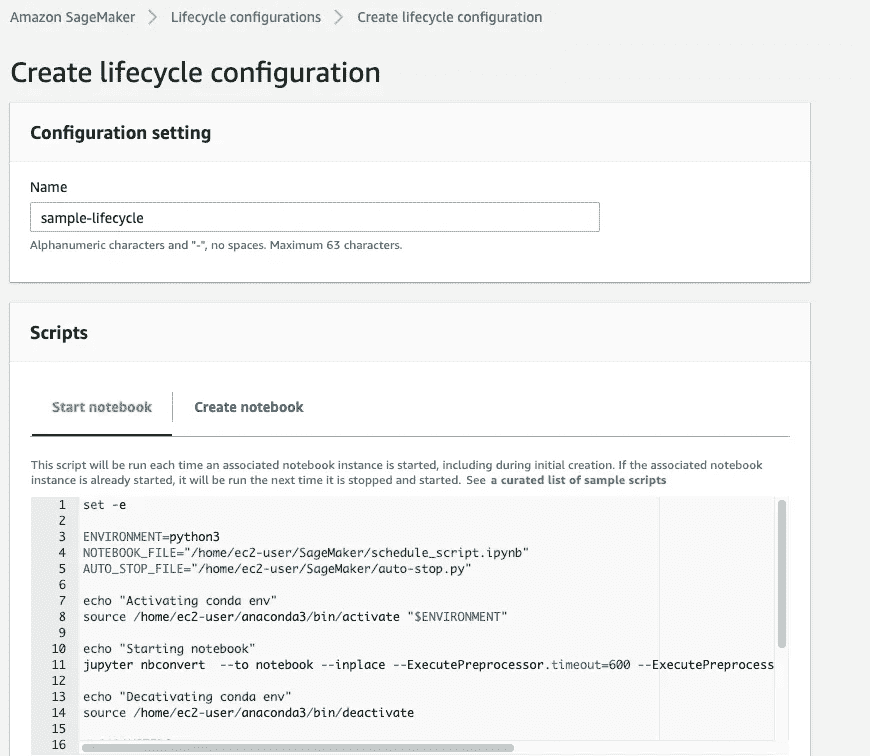 Amazon SageMaker > Lifecycle configurations > Create lifecycle configuration
Create lifecycle configuration
Configuration setting
Name
sample-lifecycle
Alphanumeric characters and "-", no spaces. Maximum 63 characters.
Scripts
Start notebook Create notebook
This script will be run each time an associated notebook instance is started, including during initial creation. If the associated notebook
instance is already started, it will be run the next time it is stopped and started. See a curated list of sample scripts
1 set -e
2
3 ENVIRONMENT=python3
4 NOTEBOOK_FILE="/home/ec2-user/SageMaker/schedule_script.ipynb"
5 AUTO_STOP_FILE="/home/ec2-user/SageMaker/auto-stop.py"
6
7 echo "Activating conda env"
8 source /home/ec2-user/anaconda3/bin/activate "$ENVIRONMENT"
9
10 echo "Starting notebook"
11 jupyter nbconvert  --to notebook --inplace --ExecutePreprocessor.timeout=600 --ExecutePreprocess
12
13 echo "Decativating conda env"
14 source /home/ec2-user/anaconda3/bin/deactivate
15
16